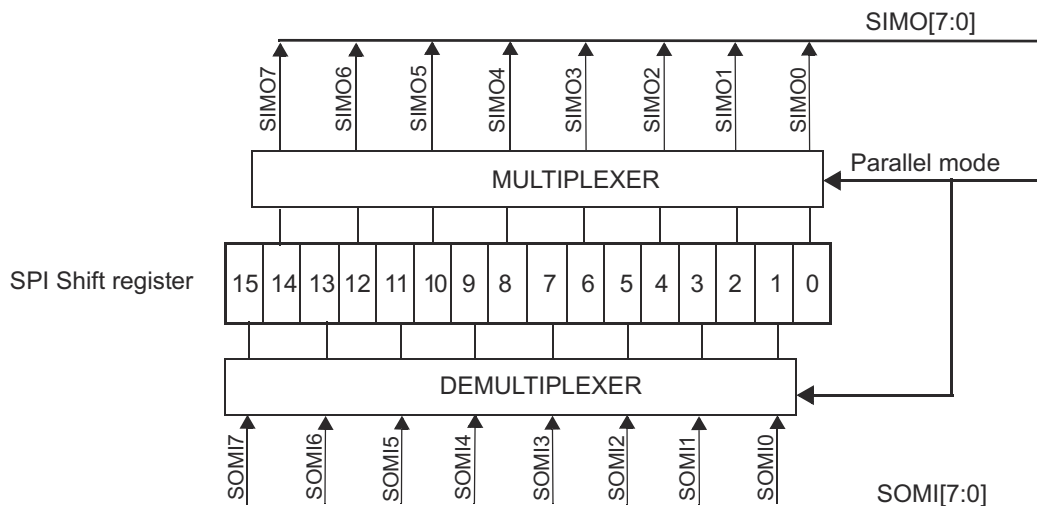 SIMO[7:0]
SIMO7 SIMO6 SIMO5 SIMO4 SIMO3 SIMO2 SIMO1 SIMO0
Parallel mode
MULTIPLEXER
SPI Shift register
15 14 13 12 11 10 9 8 7 6 5 4 3 2 1 0
DEMULTIPLEXER
SOMI7 SOMI6 SOMI5 SOMI4 SOMI3 SOMI2 SOMI1 SOMI0
SOMI[7:0]